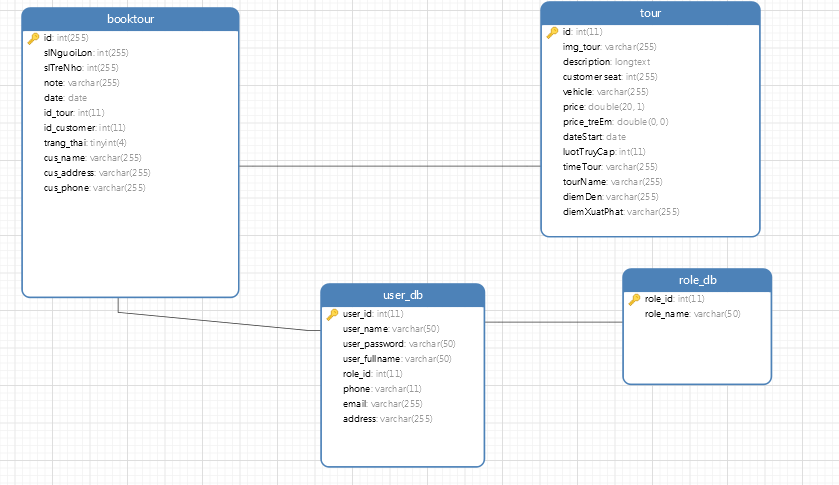 booktour
id: int(255)
slNguoiLon: int(255)
slTreNho: int(255)
note: varchar(255)
date: date
id_tour: int(11)
id_customer: int(11)
trang_thai: tinyint(4)
cus_name: varchar(255)
cus_address: varchar(255)
cus_phone: varchar(255)
tour
id: int(11)
img_tour: varchar(255)
description: longtext
customerseat: int(255)
vehicle: varchar(255)
price: double(20, 1)
price_treEm: double(0, 0)
dateStart: date
luotTruyCap: int(11)
timeTour: varchar(255)
tourName: varchar(255)
diemDen: varchar(255)
diemXuatPhat: varchar(255)
user_db
user_id: int(11)
user_name: varchar(50)
user_password: varchar(50)
user_fullname: varchar(50)
role_id: int(11)
phone: varchar(11)
email: varchar(255)
address: varchar(255)
role_db
role_id: int(11)
role_name: varchar(50)